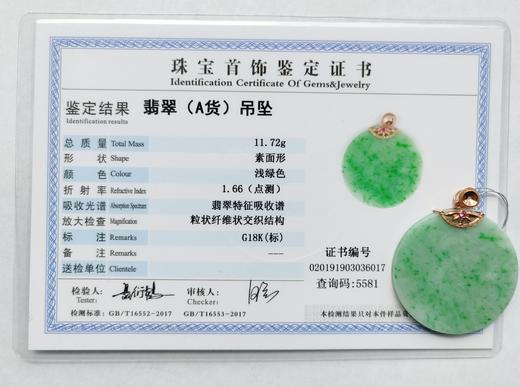 珠宝首饰鉴定证书
Identification Certificate Of Gems&Jewelry
鉴定结果 翡翠（A货）吊坠
Identification results
总质量 Total Mass 11.72g
形状 Shape 素面形
颜色 Colour 浅绿色
折射率 Refractive Index 1.66（点测）
吸收光谱 Absorption Spectrum 翡翠特征吸收谱
放大检查 Magnification 粒状纤维状交织结构
标注 Remarks G18K(标)
备注 Remarks ---
送检单位 Clientele
证书编号
020191903036017
查询码:5581
检验人: 审核人:
Tester: Checker:
检测标准: GB/T16552-2017 GB/T16553-2017 本检测结果只对本件样品